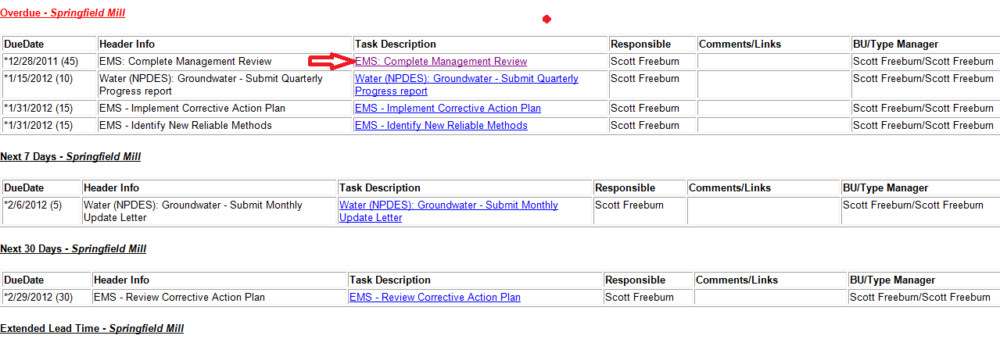 Overdue - Springfield Mill
DueDate Header Info Task Description Responsible Comments/Links BU/Type Manager
*12/28/2011 (45) EMS: Complete Management Review EMS: Complete Management Review Scott Freeburn Scott Freeburn/Scott Freeburn
*1/15/2012 (10) Water (NPDES): Groundwater - Submit Quarterly Water (NPDES): Groundwater - Submit Quarterly Scott Freeburn Scott Freeburn/Scott Freeburn
Progress report Progress report
*1/31/2012 (15) EMS - Implement Corrective Action Plan EMS - Implement Corrective Action Plan Scott Freeburn Scott Freeburn/Scott Freeburn
*1/31/2012 (15) EMS - Identify New Reliable Methods EMS - Identify New Reliable Methods Scott Freeburn Scott Freeburn/Scott Freeburn
Next 7 Days - Springfield Mill
DueDate Header Info Task Description Responsible Comments/Links BU/Type Manager
*2/6/2012 (5) Water (NPDES): Groundwater - Submit Monthly Water (NPDES): Groundwater - Submit Monthly Scott Freeburn Scott Freeburn/Scott Freeburn
Update Letter Update Letter
Next 30 Days - Springfield Mill
DueDate Header Info Task Description Responsible Comments/Links BU/Type Manager
*2/29/2012 (30) EMS - Review Corrective Action Plan EMS - Review Corrective Action Plan Scott Freeburn Scott Freeburn/Scott Freeburn
Extended Lead Time - Springfield Mill